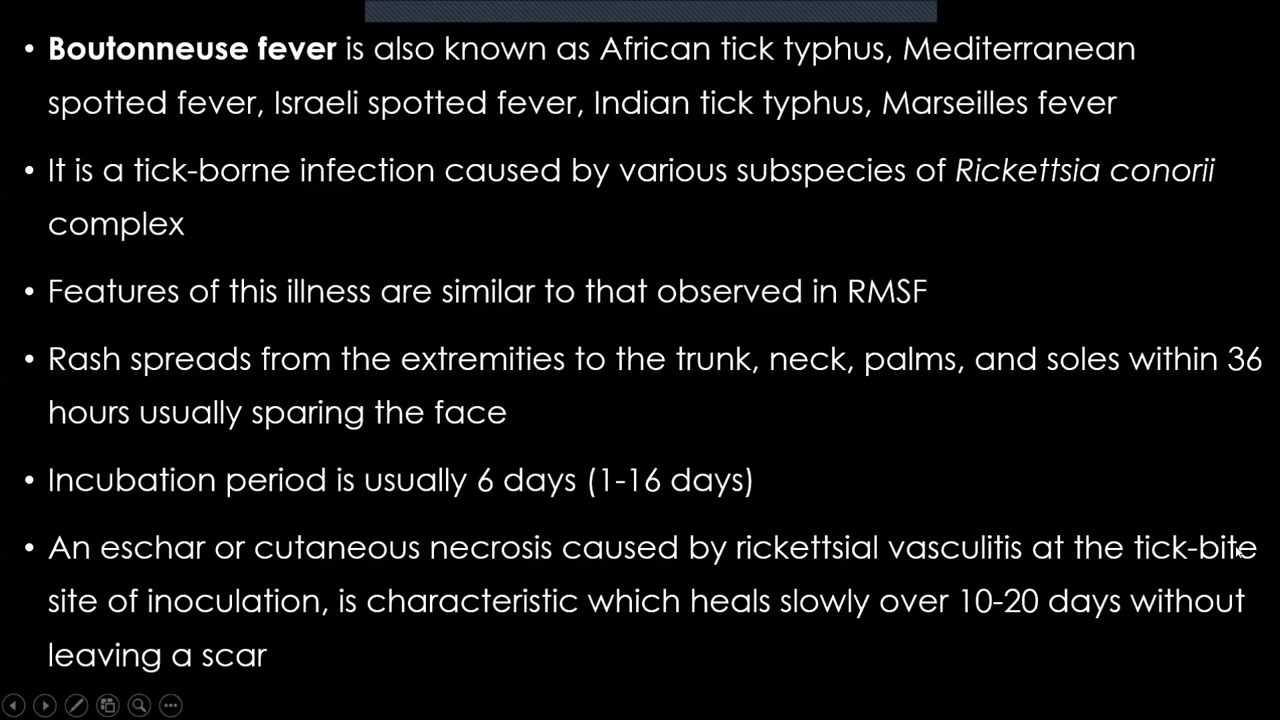 • Boutonneuse fever is also known as African tick typhus, Mediterranean
spotted fever, Israeli spotted fever, Indian tick typhus, Marseilles fever
• It is a tick-borne infection caused by various subspecies of Rickettsia conorii
complex
• Features of this illness are similar to that observed in RMSF
• Rash spreads from the extremities to the trunk, neck, palms, and soles within 36
hours usually sparing the face
• Incubation period is usually 6 days (1-16 days)
• An eschar or cutaneous necrosis caused by rickettsial vasculitis at the tick-bite
site of inoculation, is characteristic which heals slowly over 10-20 days without
leaving a scar